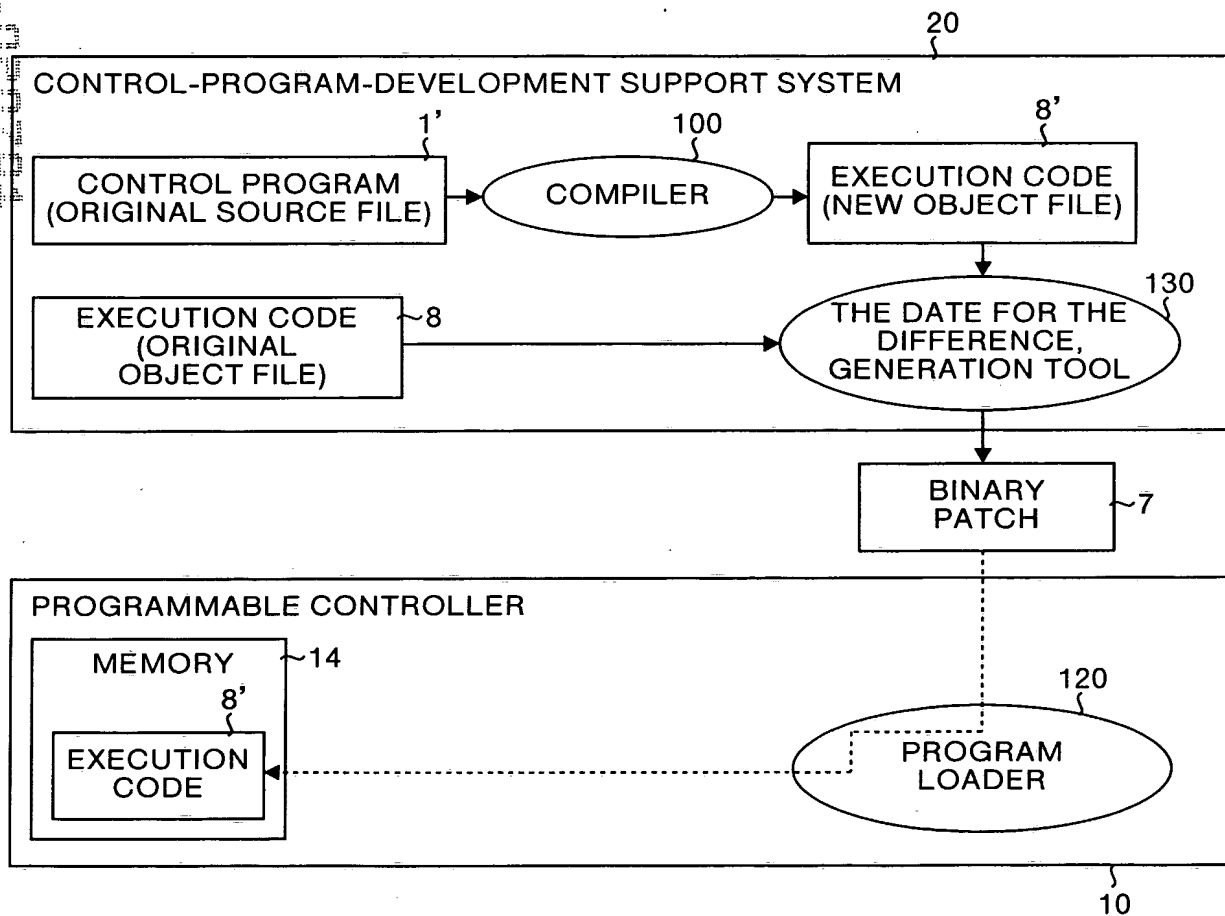 20
CONTROL-PROGRAM-DEVELOPMENT SUPPORT SYSTEM
1'
100
8'
CONTROL PROGRAM
(ORIGINAL SOURCE FILE)
COMPILER
EXECUTION CODE
(NEW OBJECT FILE)
EXECUTION CODE
(ORIGINAL
OBJECT FILE)
8
130
THE DATE FOR THE
DIFFERENCE,
GENERATION TOOL
BINARY
PATCH
7
PROGRAMMABLE CONTROLLER
MEMORY
14
8'
EXECUTION
CODE
120
PROGRAM
LOADER
10